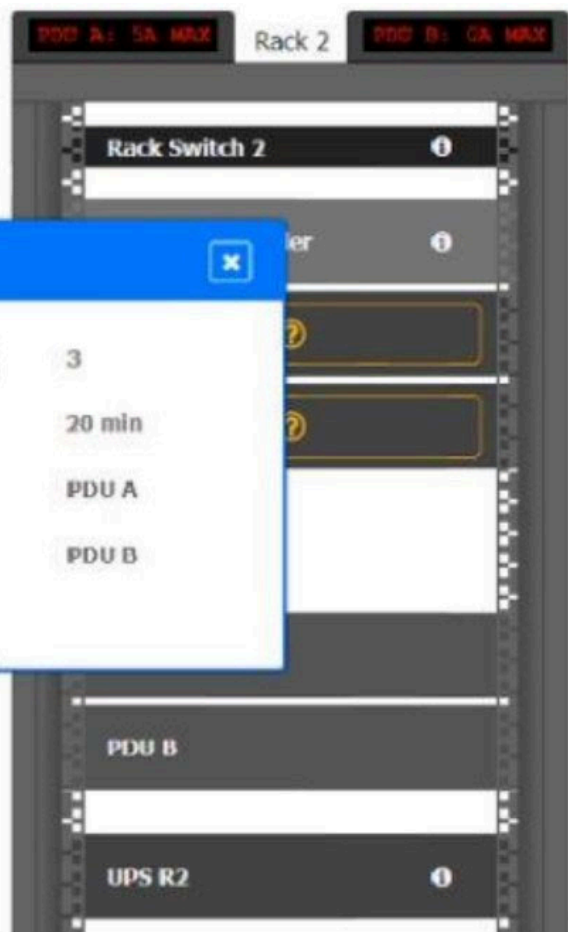 PDU A: 5A MAX
Rack 2
PDU B: 0A MAX
Rack Switch 2
ler
3
20 min
PDU A
PDU B
PDU B
UPS R2